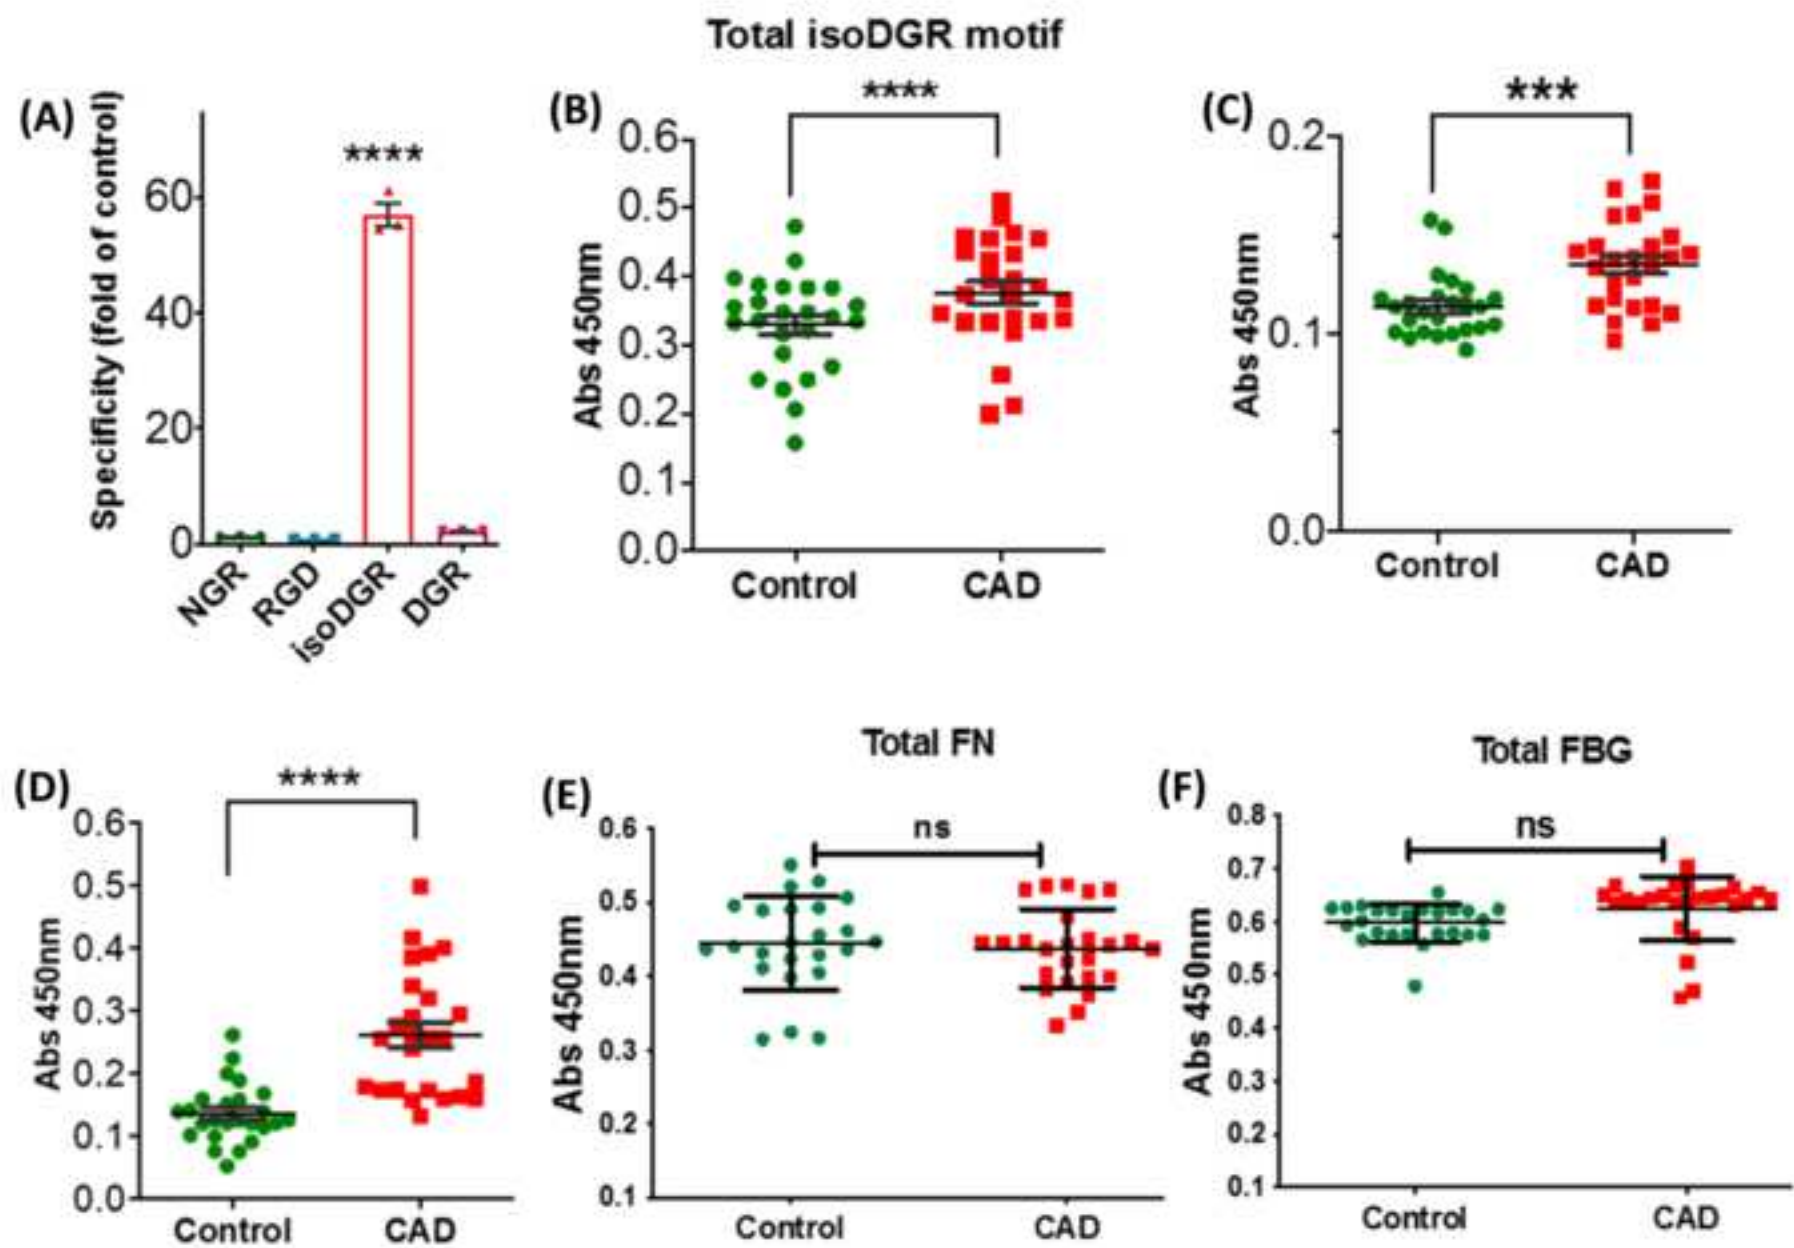 Total isoDGR motif
(A)
Specificity (fold of control)
60
40
20
0
****
NGR
RGD
isoDGR
DGR
(B)
****
Abs 450nm
0.6
0.5
0.4
0.3
0.2
0.1
0.0
Control
CAD
(C)
***
Abs 450nm
0.2
0.1
0.0
Control
CAD
(D)
****
Abs 450nm
0.6
0.5
0.4
0.3
0.2
0.1
0.0
Control
CAD
Total FN
(E)
ns
Abs 450nm
0.6
0.5
0.4
0.3
0.2
0.1
Control
CAD
Total FBG
(F)
ns
Abs 450nm
0.8
0.7
0.6
0.5
0.4
0.3
0.2
0.1
Control
CAD